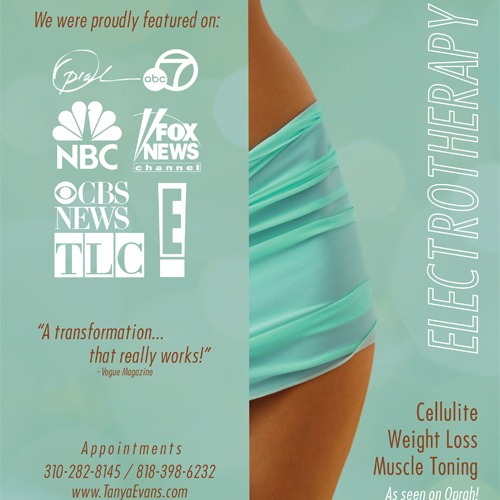 We were proudly featured on:
Oprah
abc 7
NBC
FOX
NEWS
channel
CBS
NEWS
TLC
E!
"A transformation...
that really works!"
- Vogue Magazine
Appointments
310-282-8145 / 818-398-6232
www.TanyaEvans.com
ELECTROTHERAPY
Cellulite
Weight Loss
Muscle Toning
As seen on Oprah!